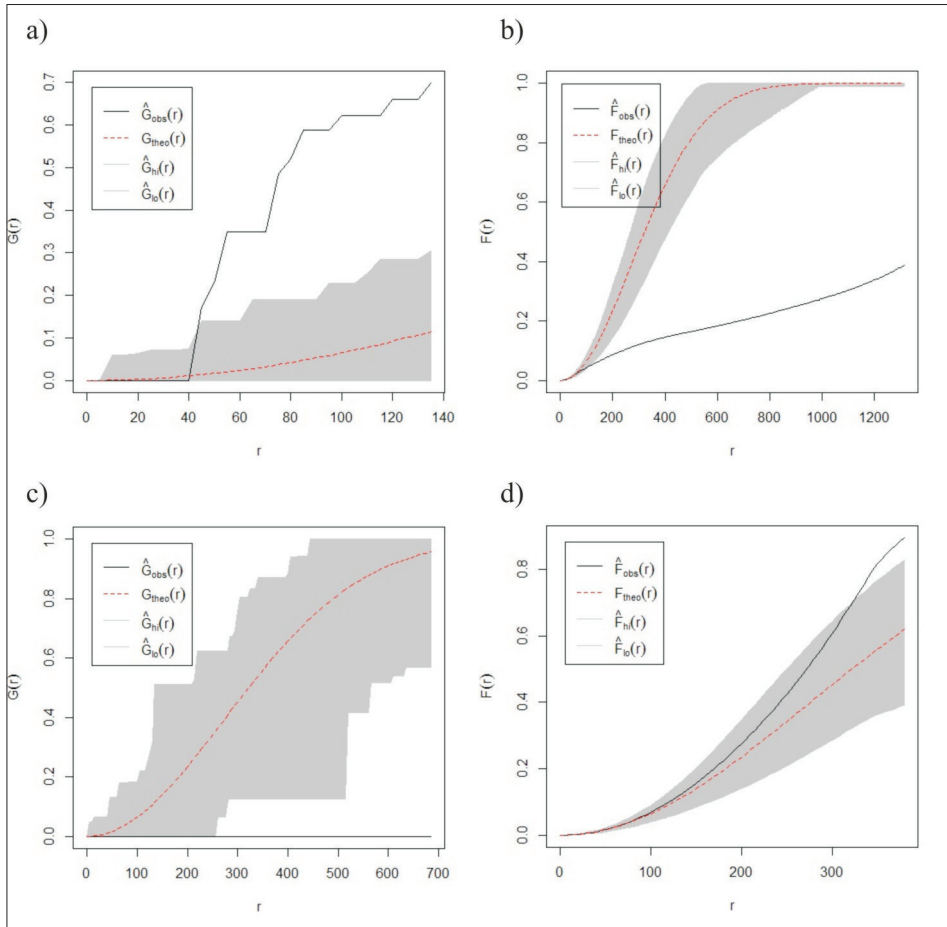 a)
0.7
0.6
0.5
0.4
0.3
0.2
0.1
0.0
G(r)
Ĝobs(r)
Gtheo(r)
Ĝhi(r)
Ĝlo(r)
0 20 40 60 80 100 120 140
r
b)
1.0
0.8
0.6
0.4
0.2
0.0
F(r)
F̂obs(r)
Ftheo(r)
F̂hi(r)
F̂lo(r)
0 200 400 600 800 1000 1200
r
c)
1.0
0.8
0.6
0.4
0.2
0.0
G(r)
Ĝobs(r)
Gtheo(r)
Ĝhi(r)
Ĝlo(r)
0 100 200 300 400 500 600 700
r
d)
0.8
0.6
0.4
0.2
0.0
F(r)
F̂obs(r)
Ftheo(r)
F̂hi(r)
F̂lo(r)
0 100 200 300
r